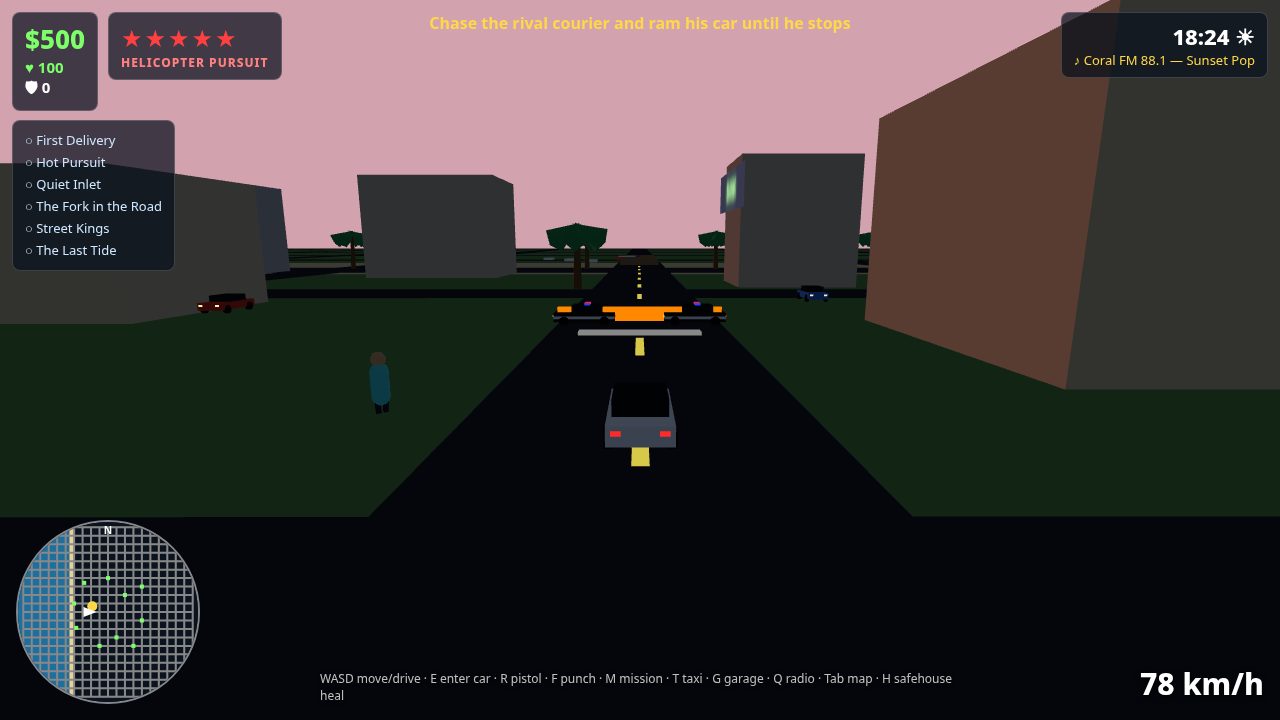 Chase the rival courier and ram his car until he stops
$500
♥ 100
🛡 0
★★★★★
HELICOPTER PURSUIT
18:24 ☀
♪ Coral FM 88.1 — Sunset Pop
○ First Delivery
○ Hot Pursuit
○ Quiet Inlet
○ The Fork in the Road
○ Street Kings
○ The Last Tide
N
WASD move/drive · E enter car · R pistol · F punch · M mission · T taxi · G garage · Q radio · Tab map · H safehouse
heal
78 km/h